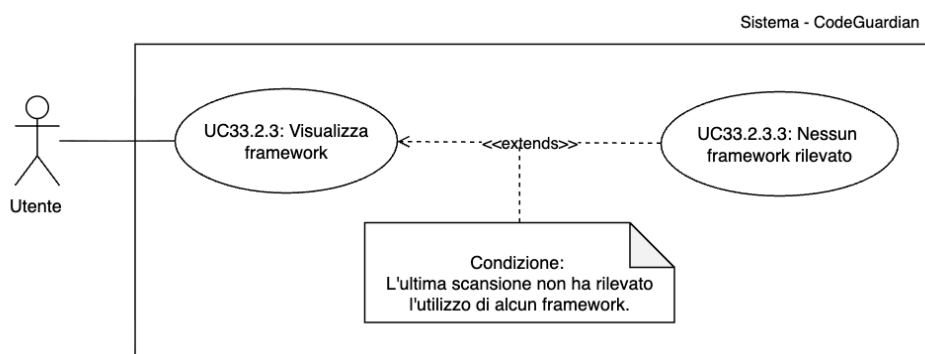 Sistema - CodeGuardian
UC33.2.3: Visualizza
framework
<<extends>>
UC33.2.3.3: Nessun
framework rilevato
Utente
Condizione:
L'ultima scansione non ha rilevato
l'utilizzo di alcun framework.